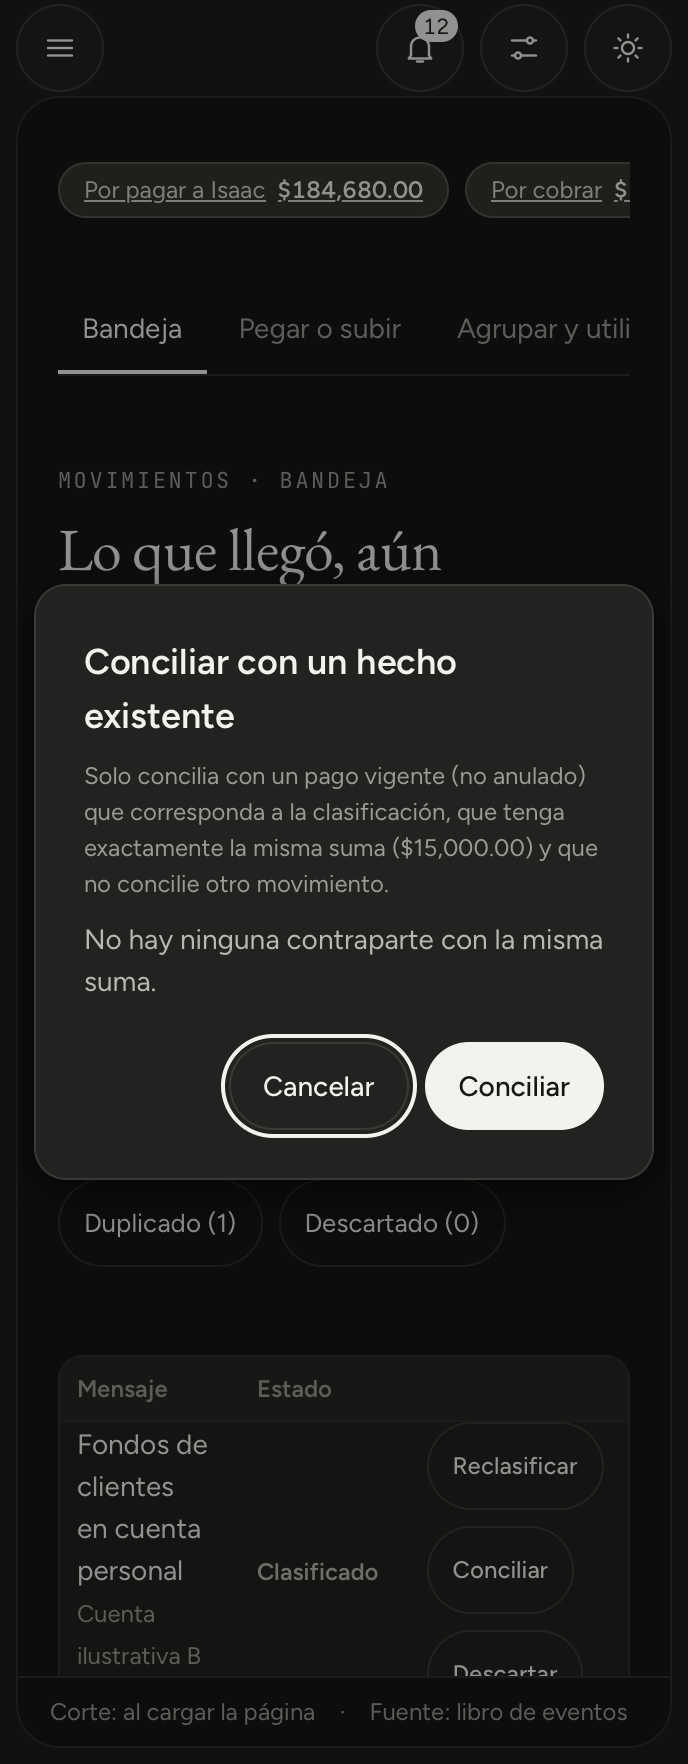 12
Por pagar a Isaac $184,680.00
Por cobrar $
Bandeja
Pegar o subir
Agrupar y utili
MOVIMIENTOS · BANDEJA
Lo que llegó, aún
Conciliar con un hecho
existente
Solo concilia con un pago vigente (no anulado)
que corresponda a la clasificación, que tenga
exactamente la misma suma ($15,000.00) y que
no concilie otro movimiento.
No hay ninguna contraparte con la misma
suma.
Cancelar
Conciliar
Duplicado (1)
Descartado (0)
Mensaje
Estado
Fondos de
clientes
en cuenta
personal
Cuenta
ilustrativa B
Clasificado
Reclasificar
Conciliar
Descartar
Corte: al cargar la página · Fuente: libro de eventos